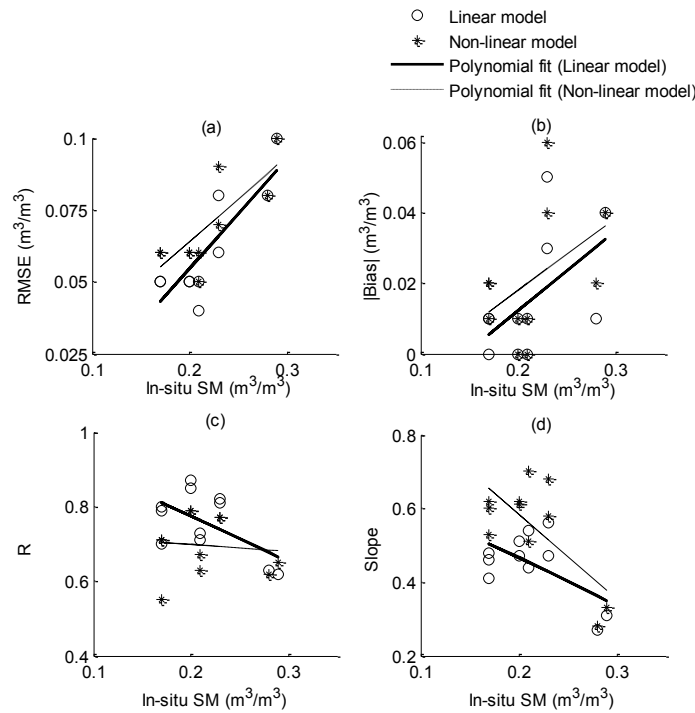 Linear model
Non-linear model
Polynomial fit (Linear model)
Polynomial fit (Non-linear model)
(a)
0.1
0.075
0.05
0.025
0.1
0.2
0.3
RMSE (m³/m³)
In-situ SM (m³/m³)
(b)
0.06
0.04
0.02
0
0.1
0.2
0.3
|Bias| (m³/m³)
In-situ SM (m³/m³)
(c)
1
0.8
0.6
0.4
0.1
0.2
0.3
R
In-situ SM (m³/m³)
(d)
0.8
0.6
0.4
0.2
0.1
0.2
0.3
Slope
In-situ SM (m³/m³)